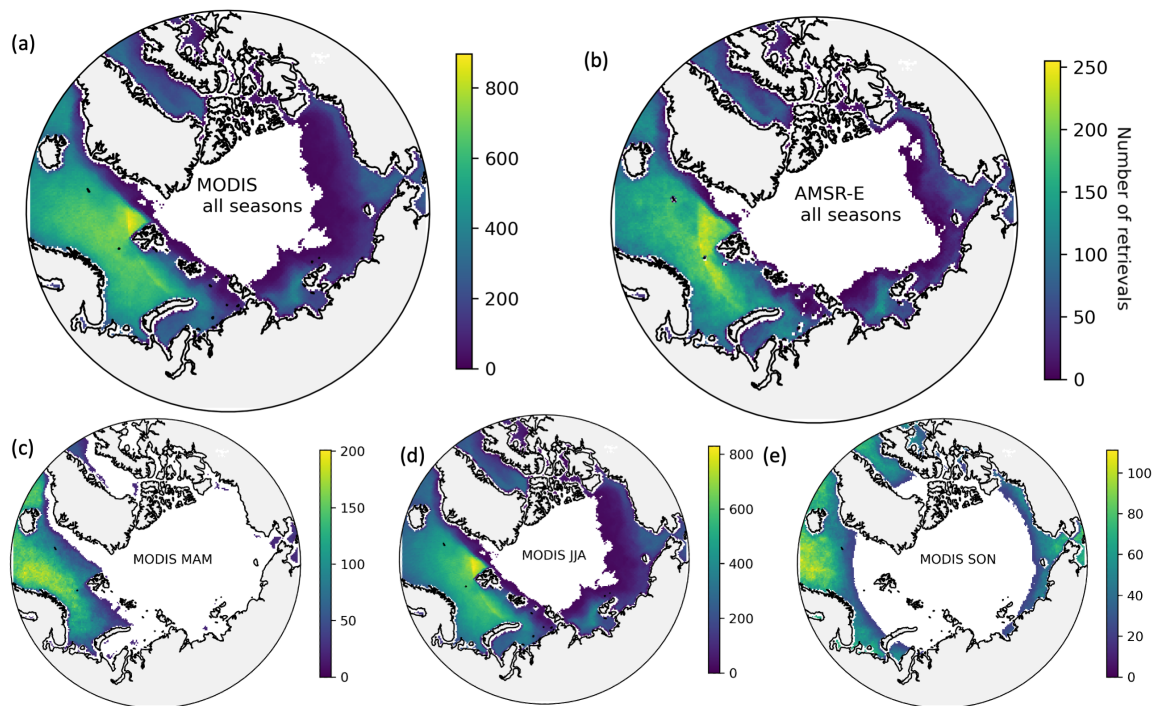 (a)
MODIS
all seasons
800
600
400
200
0
(b)
AMSR-E
all seasons
250
200
150
100
50
0
Number of retrievals
(c)
MODIS MAM
200
150
100
50
0
(d)
MODIS JJA
800
600
400
200
0
(e)
MODIS SON
100
80
60
40
20
0